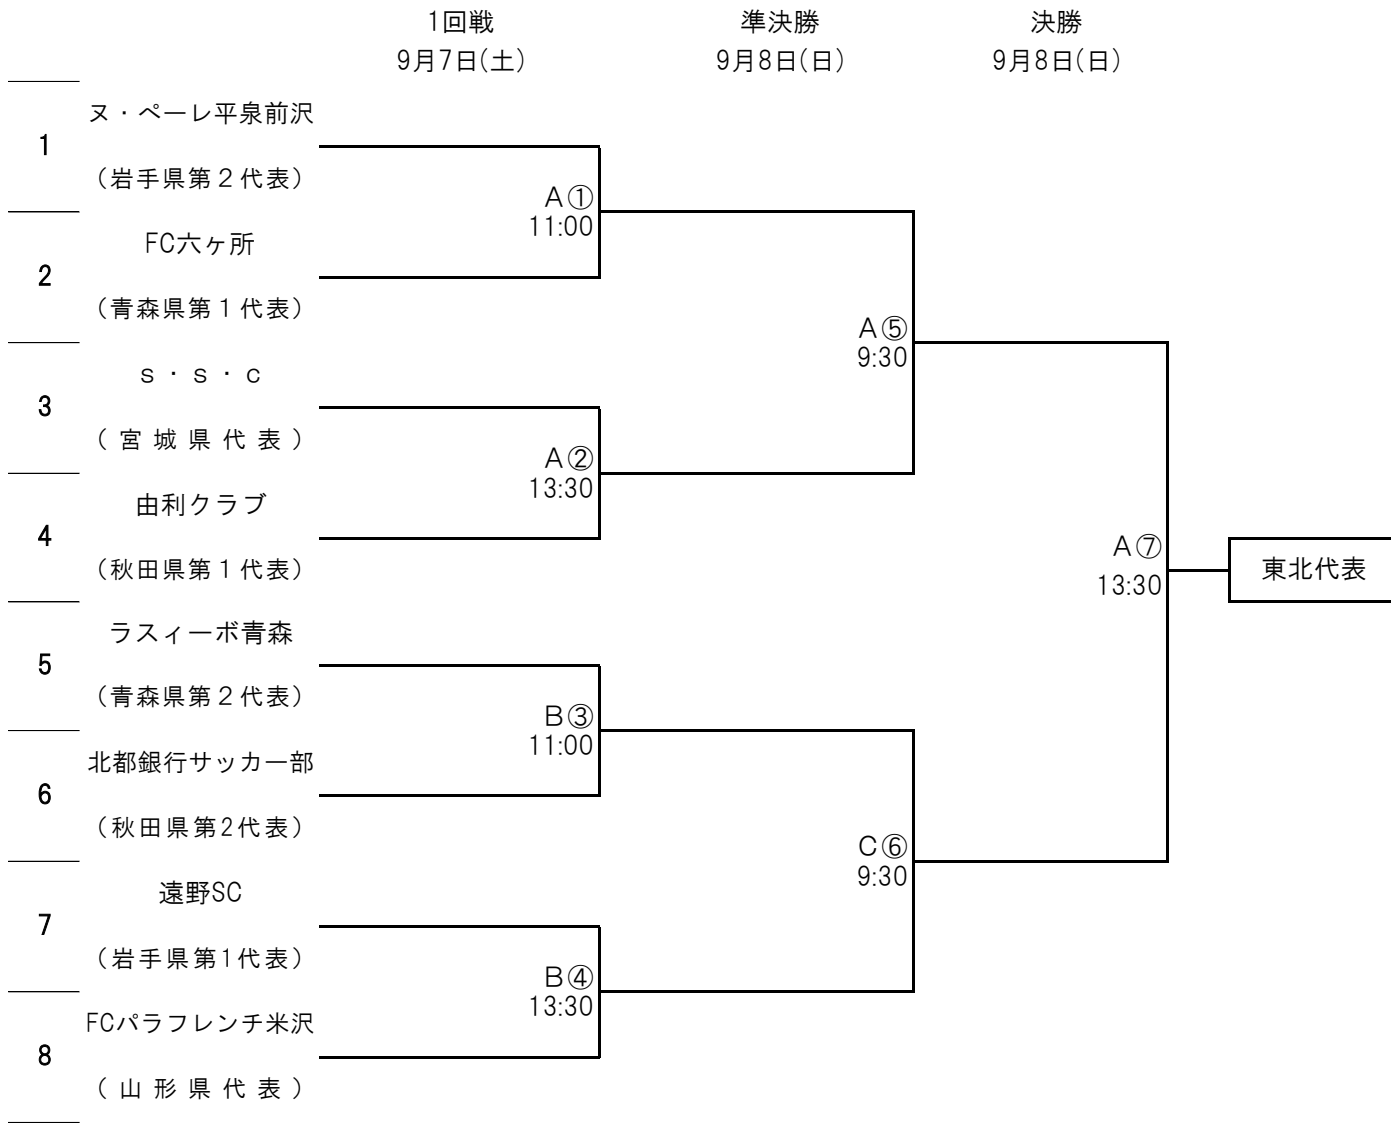 1回戦 準決勝 決勝
9月7日(土) 9月8日(日) 9月8日(日)
ヌ・ペーレ平泉前沢
1
(岩手県第２代表)
A①
11:00
FC六ヶ所
2
(青森県第１代表)
A⑤
9:30
ｓ・ｓ・ｃ
3
(宮城県代表)
A②
13:30
由利クラブ
4
(秋田県第１代表)
A⑦
13:30
東北代表
ラスィーボ青森
5
(青森県第２代表)
B③
11:00
北都銀行サッカー部
6
(秋田県第2代表)
C⑥
9:30
遠野SC
7
(岩手県第1代表)
B④
13:30
FCパラフレンチ米沢
8
(山形県代表)